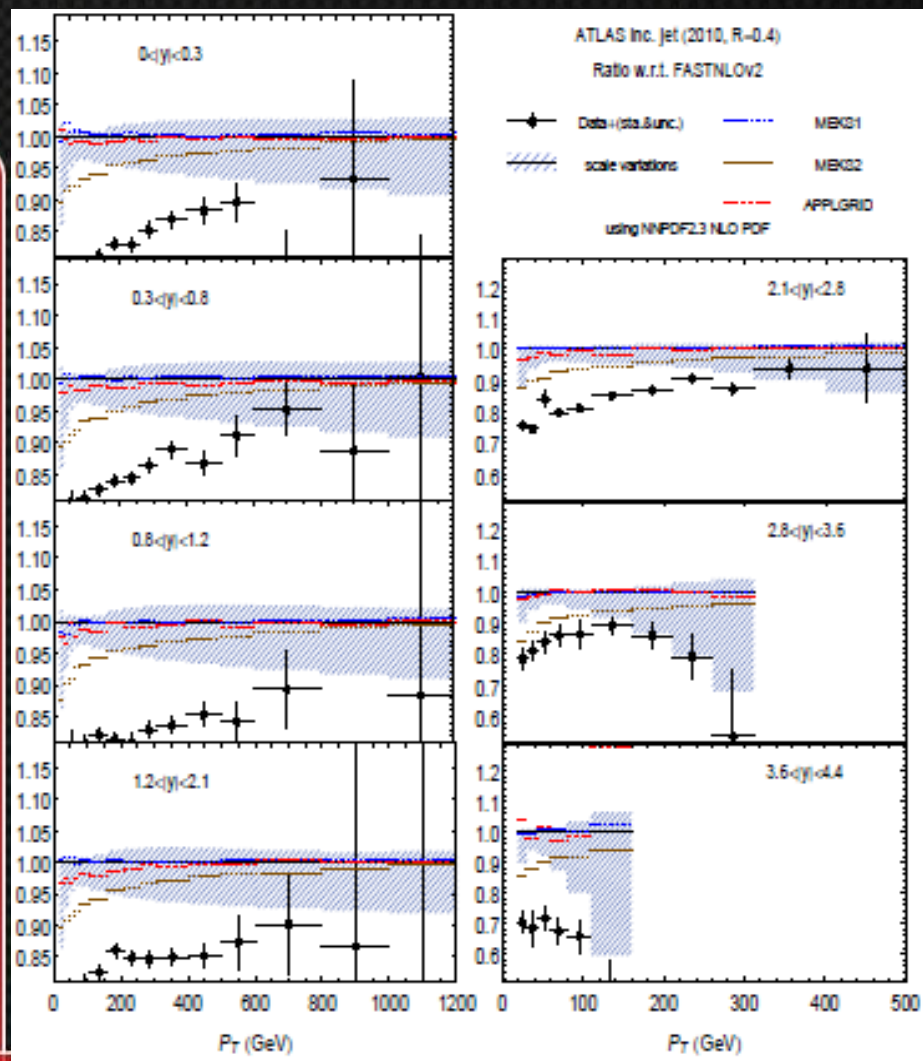 ATLAS inc. jet (2010, R=0.4)
Ratio w.r.t. FASTNLOv2
Data+(sta.&unc.)
MEKS1
scale variations
MEKS2
APPLGRID
using NNPDF2.3 NLO PDF
0<|y|<0.3
1.15
1.10
1.05
1.00
0.95
0.90
0.85
0.3<|y|<0.8
1.15
1.10
1.05
1.00
0.95
0.90
0.85
0.8<|y|<1.2
1.15
1.10
1.05
1.00
0.95
0.90
0.85
1.2<|y|<2.1
1.15
1.10
1.05
1.00
0.95
0.90
0.85
0 200 400 600 800 1000 1200
PT (GeV)
2.1<|y|<2.8
1.2
1.1
1.0
0.9
0.8
0.7
0.6
2.8<|y|<3.6
1.2
1.1
1.0
0.9
0.8
0.7
0.6
3.6<|y|<4.4
1.2
1.1
1.0
0.9
0.8
0.7
0.6
0 100 200 300 400 500
PT (GeV)